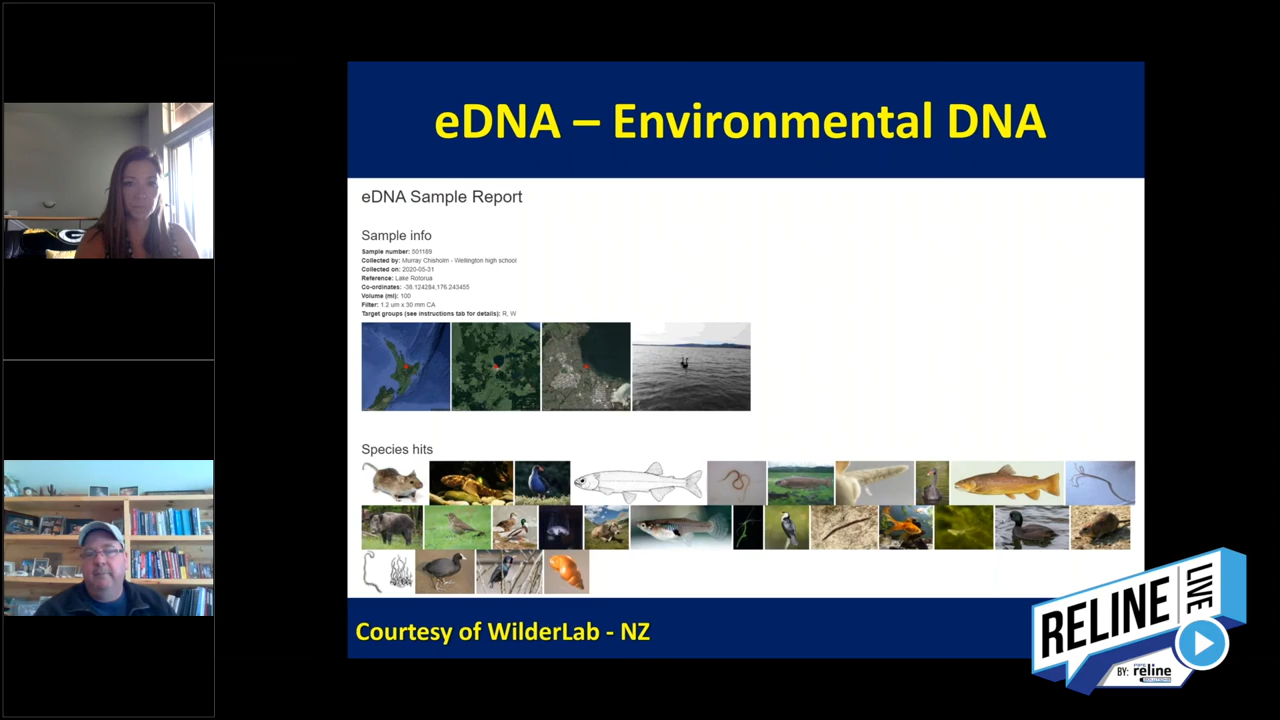 eDNA – Environmental DNA
eDNA Sample Report
Sample info
Sample number: 501189
Collected by: Murray Chisholm - Wellington high school
Collected on: 2020-05-31
Reference: Lake Rotorua
Co-ordinates: -38.124284,176.243455
Volume (ml): 100
Filter: 1.2 um x 30 mm CA
Target groups (see instructions tab for details): R, W
Species hits
Courtesy of WilderLab - NZ
RELINE LIVE
BY: PIPE reline SOLUTIONS
G